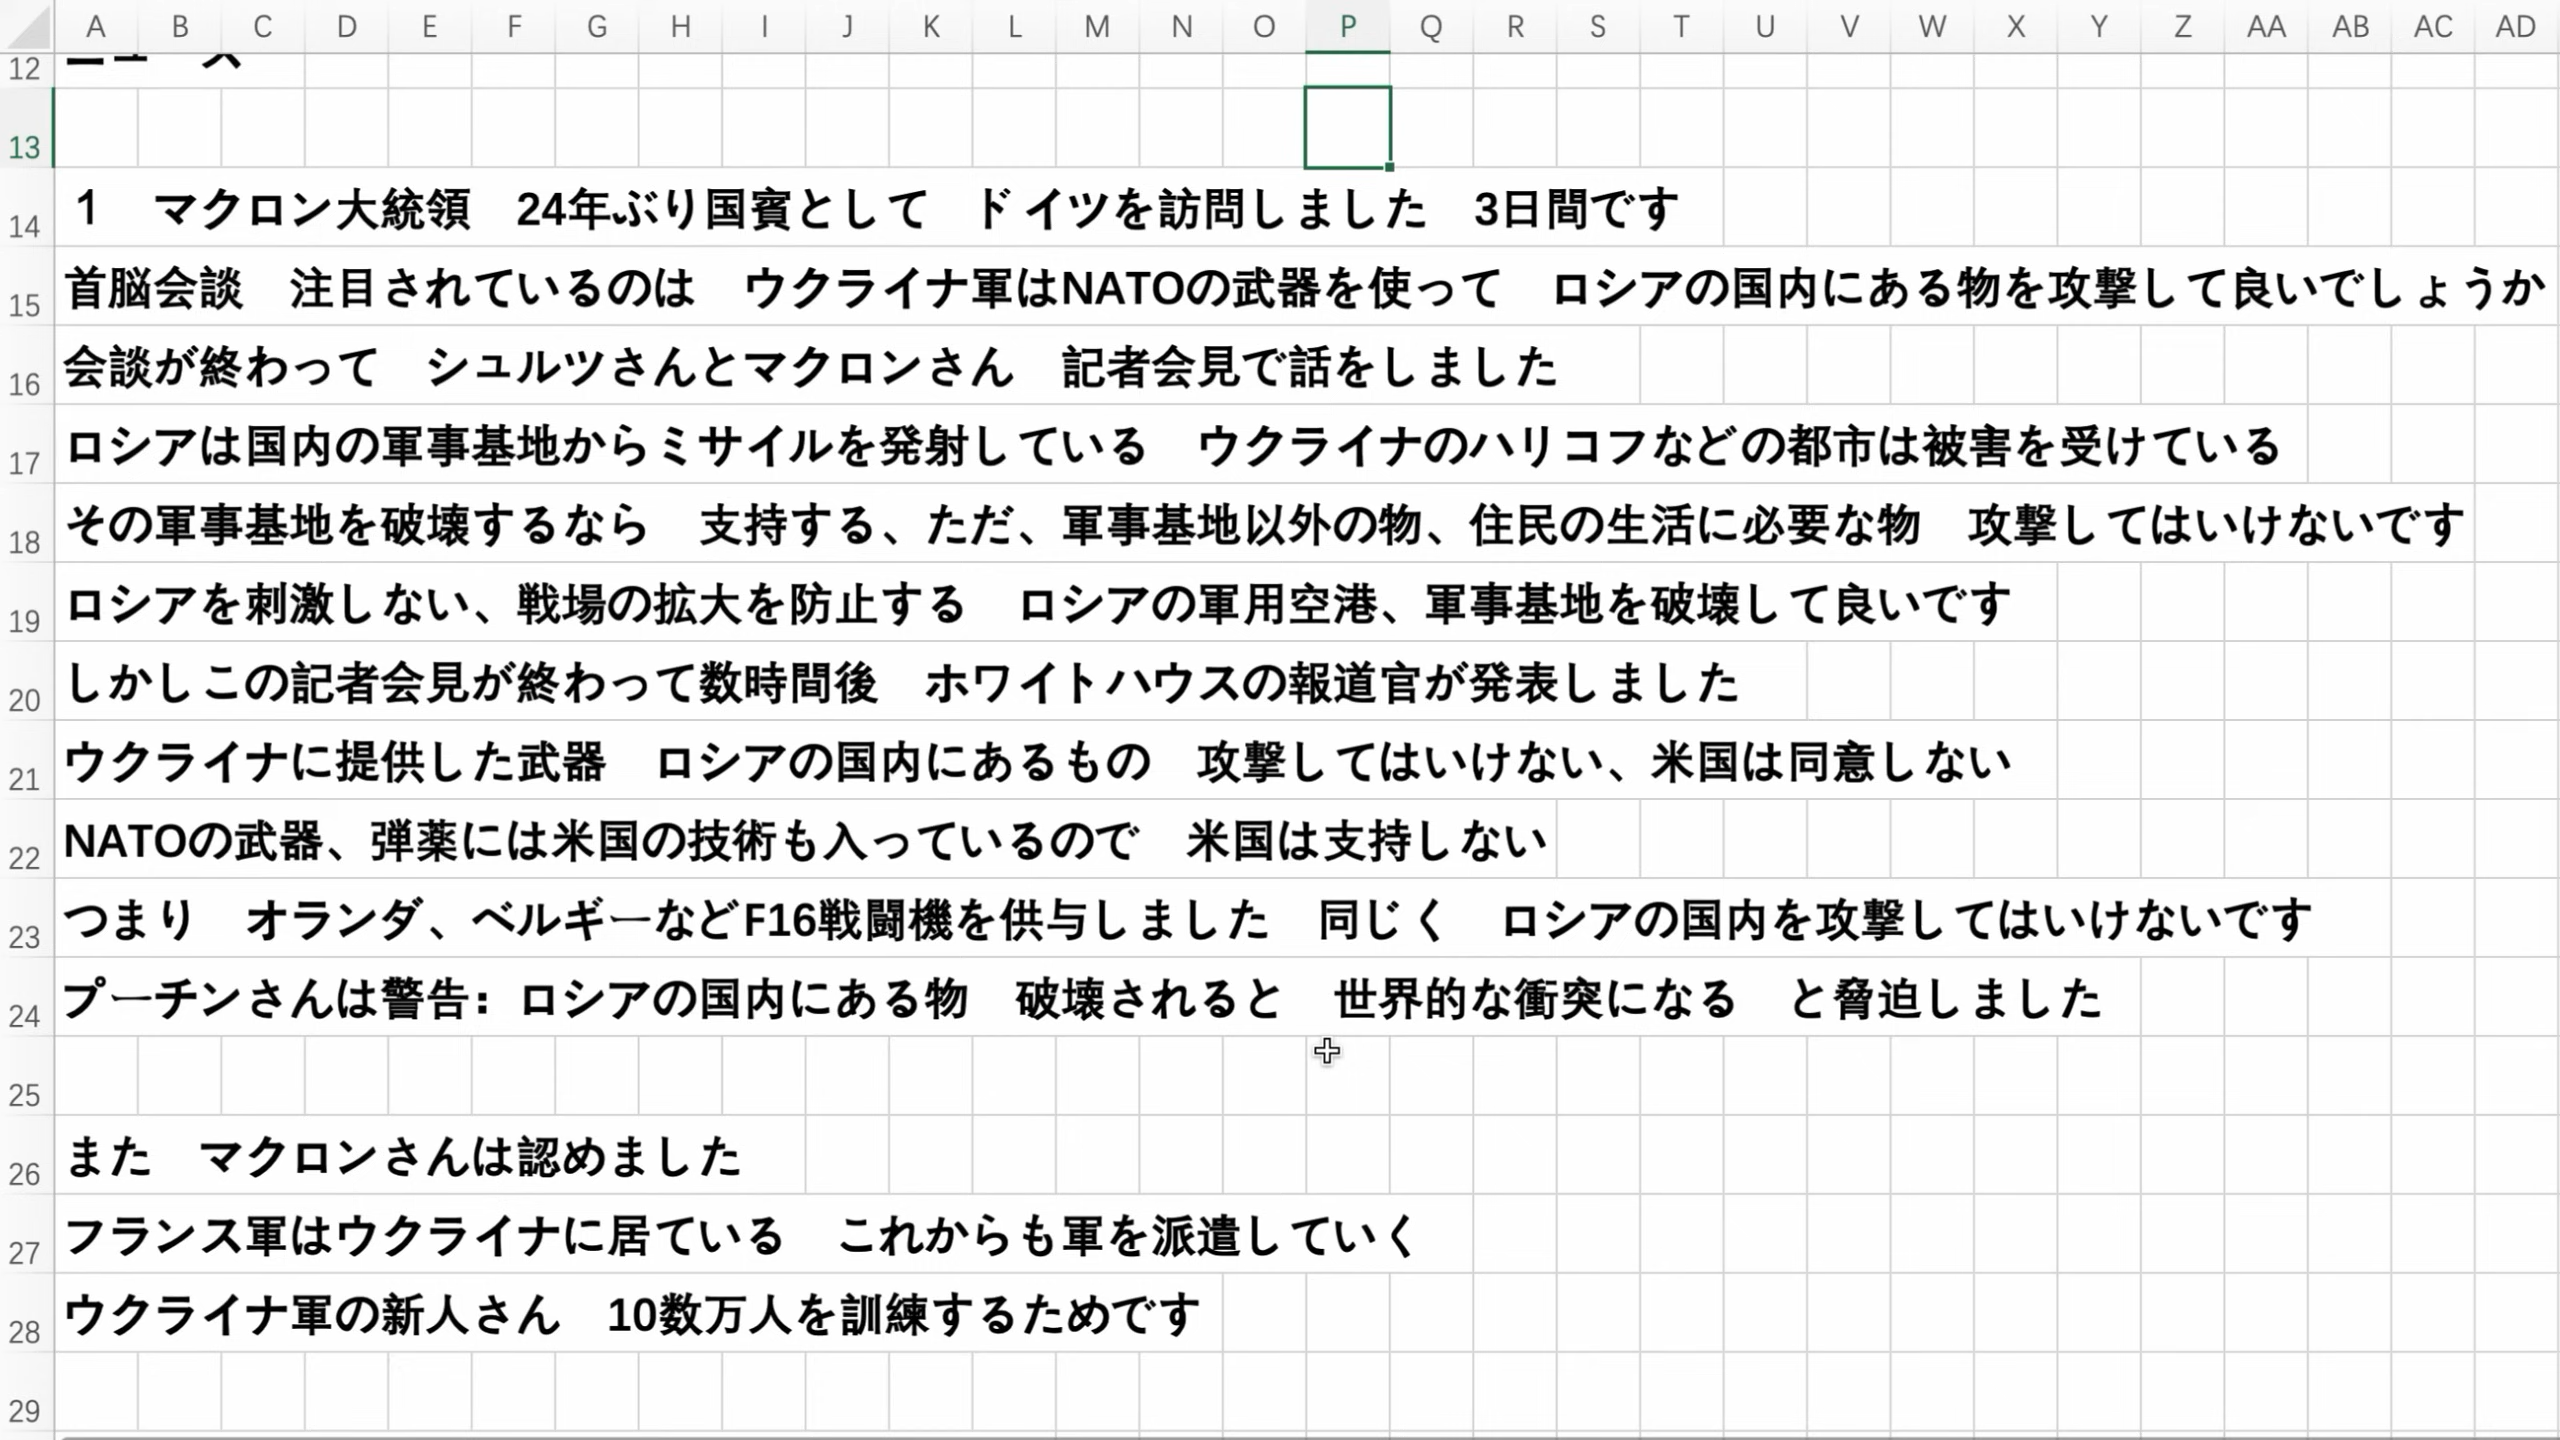 A B C D E F G H I J K L M N O P Q R S T U V W X Y Z AA AB AC AD
12 ニュース
13
14 1　マクロン大統領　24年ぶり国賓として　ドイツを訪問しました　3日間です
15 首脳会談　注目されているのは　ウクライナ軍はNATOの武器を使って　ロシアの国内にある物を攻撃して良いでしょうか
16 会談が終わって　シュルツさんとマクロンさん　記者会見で話をしました
17 ロシアは国内の軍事基地からミサイルを発射している　ウクライナのハリコフなどの都市は被害を受けている
18 その軍事基地を破壊するなら　支持する、ただ、軍事基地以外の物、住民の生活に必要な物　攻撃してはいけないです
19 ロシアを刺激しない、戦場の拡大を防止する　ロシアの軍用空港、軍事基地を破壊して良いです
20 しかしこの記者会見が終わって数時間後　ホワイトハウスの報道官が発表しました
21 ウクライナに提供した武器　ロシアの国内にあるもの　攻撃してはいけない、米国は同意しない
22 NATOの武器、弾薬には米国の技術も入っているので　米国は支持しない
23 つまり　オランダ、ベルギーなどF16戦闘機を供与しました　同じく　ロシアの国内を攻撃してはいけないです
24 プーチンさんは警告：ロシアの国内にある物　破壊されると　世界的な衝突になる　と脅迫しました
25
26 また　マクロンさんは認めました
27 フランス軍はウクライナに居ている　これからも軍を派遣していく
28 ウクライナ軍の新人さん　10数万人を訓練するためです
29